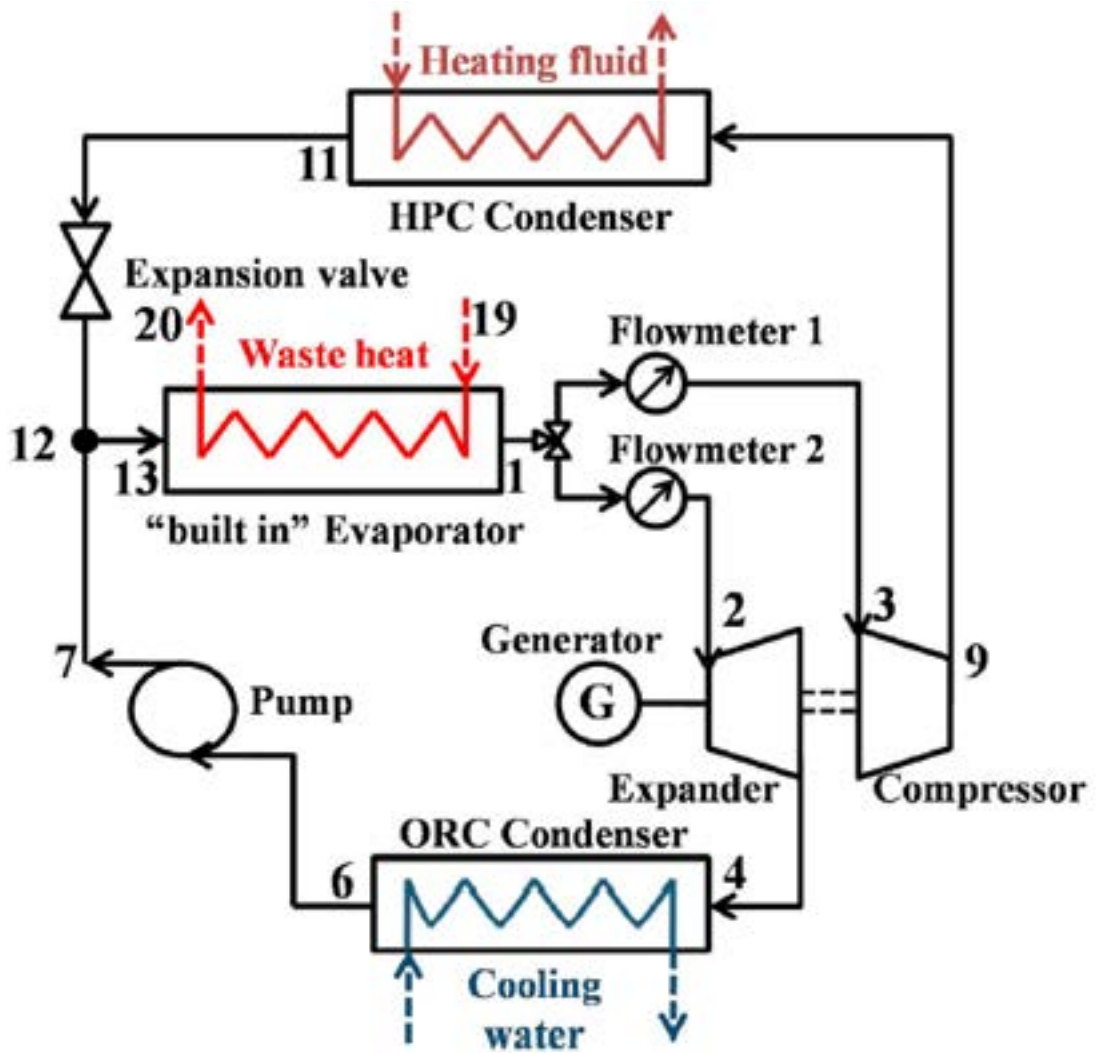 Heating fluid
11
HPC Condenser
Expansion valve
20
19
Waste heat
Flowmeter 1
12
13
1
Flowmeter 2
“built in” Evaporator
2
3
Generator
7
9
Pump
G
Expander
Compressor
ORC Condenser
6
4
Cooling
water